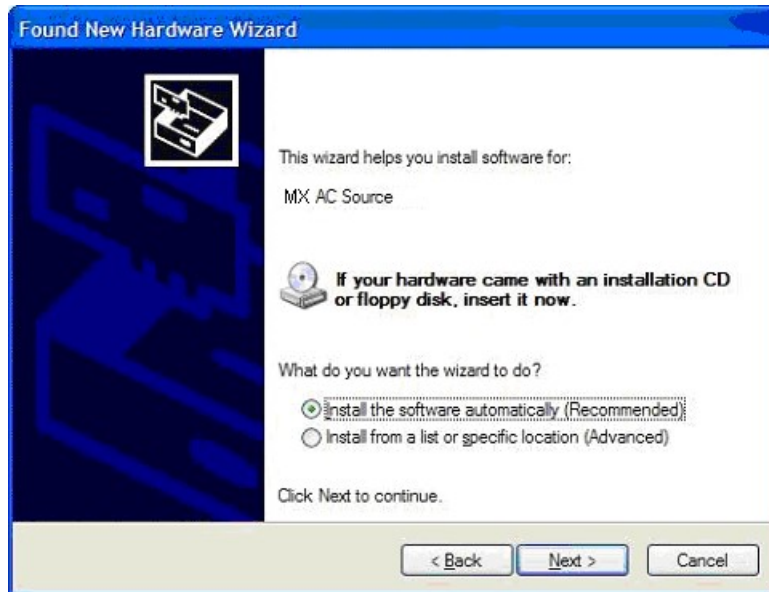 Found New Hardware Wizard
This wizard helps you install software for:
MX AC Source
If your hardware came with an installation CD
or floppy disk, insert it now.
What do you want the wizard to do?
Install the software automatically (Recommended)
Install from a list or specific location (Advanced)
Click Next to continue.
< Back Next > Cancel